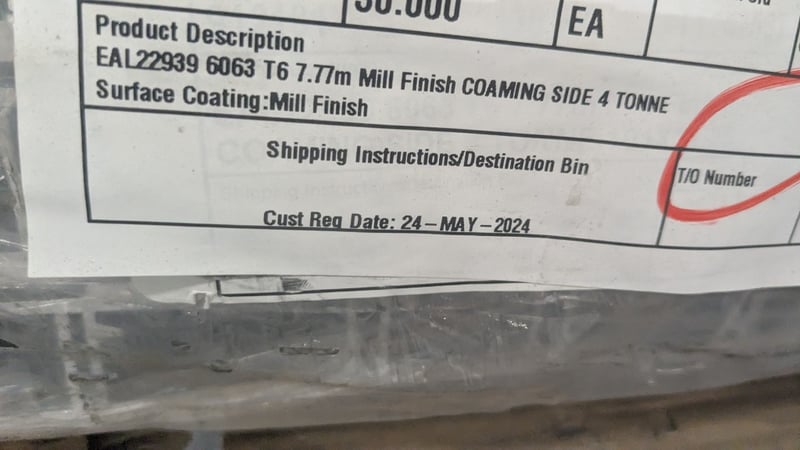 EA
Product Description
EAL22939 6063 T6 7.77m Mill Finish COAMING SIDE 4 TONNE
Surface Coating:Mill Finish
Shipping Instructions/Destination Bin
T/O Number
Cust Req Date: 24-MAY-2024